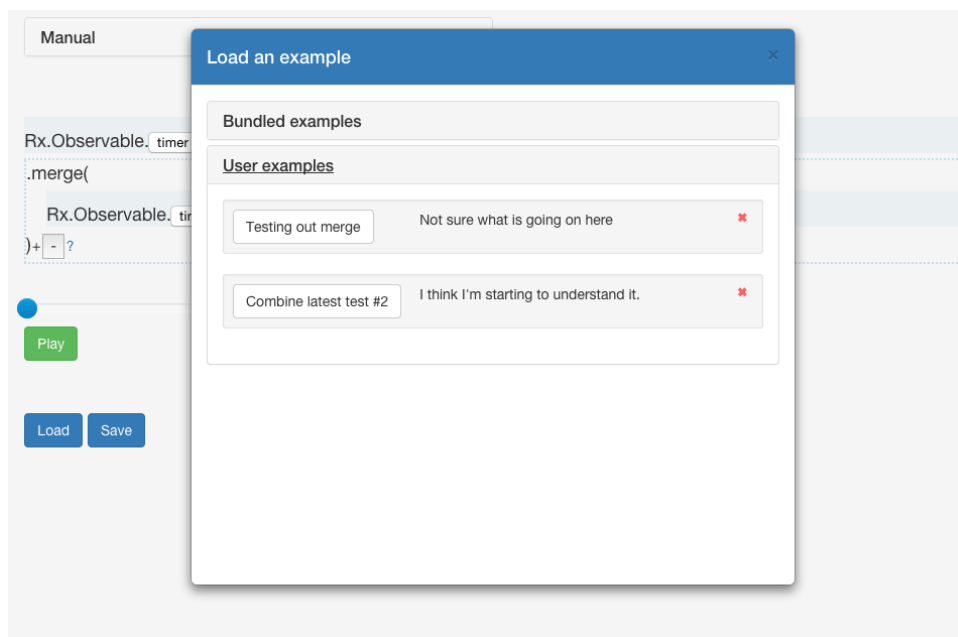 Manual
Load an example
×
Bundled examples
Rx.Observable. timer
User examples
.merge(
Rx.Observable.
Testing out merge Not sure what is going on here ✖
)+ - ?
Combine latest test #2 I think I'm starting to understand it. ✖
Play
Load Save